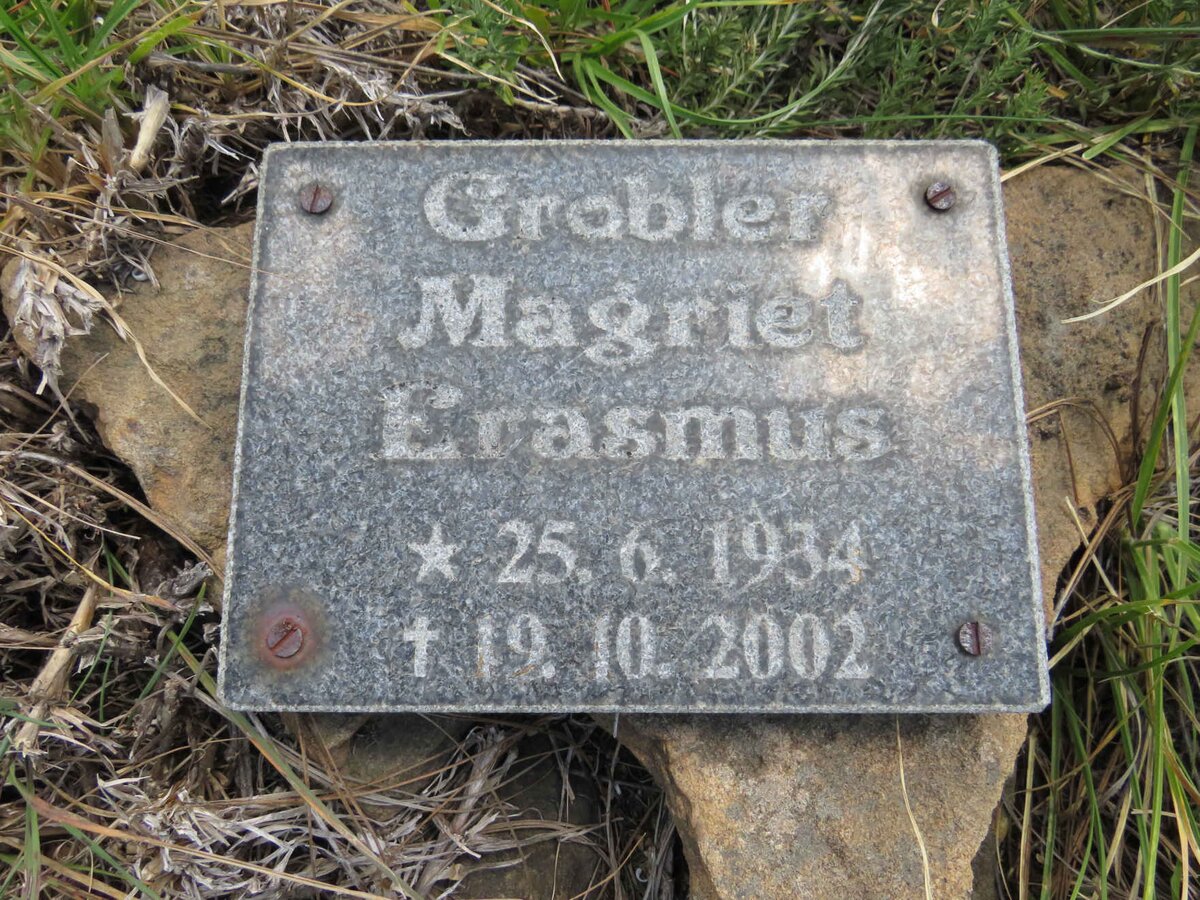 Grobler
Magriet
Erasmus
★ 25. 6. 1934
✝ 19. 10. 2002